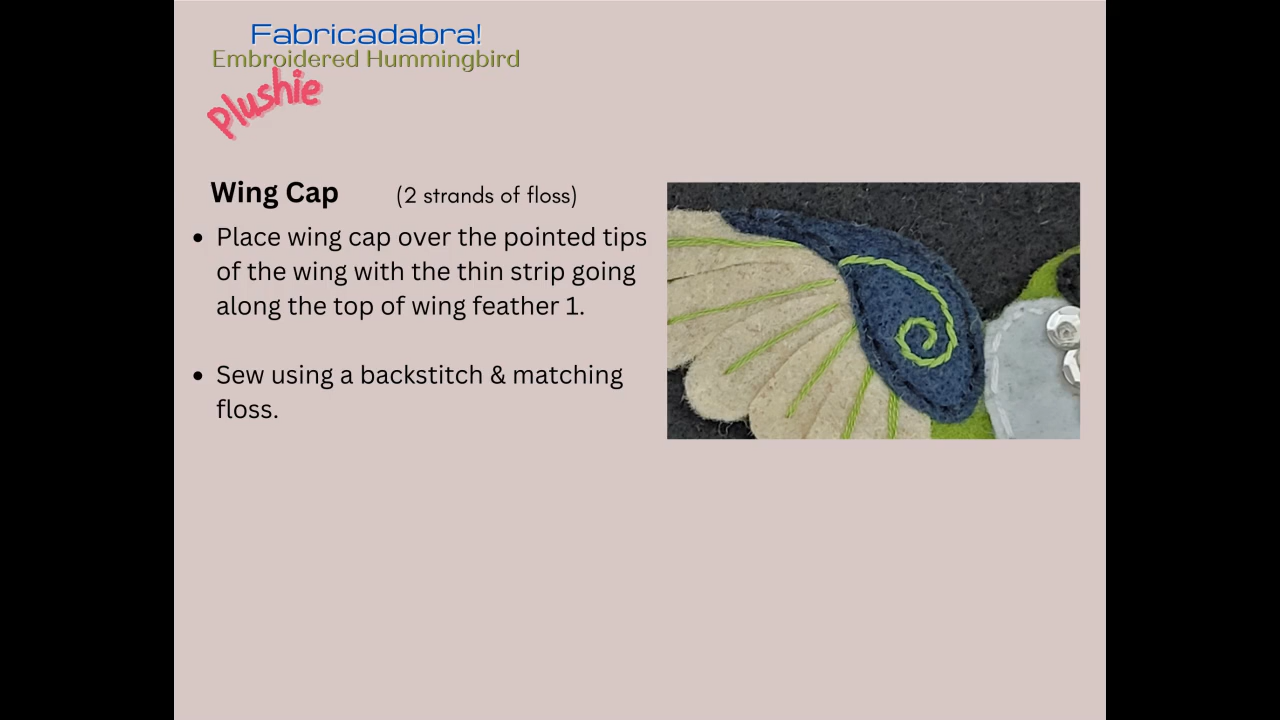 Fabricadabra!
Embroidered Hummingbird
plushie
Wing Cap (2 strands of floss)
• Place wing cap over the pointed tips
of the wing with the thin strip going
along the top of wing feather 1.
• Sew using a backstitch & matching
floss.